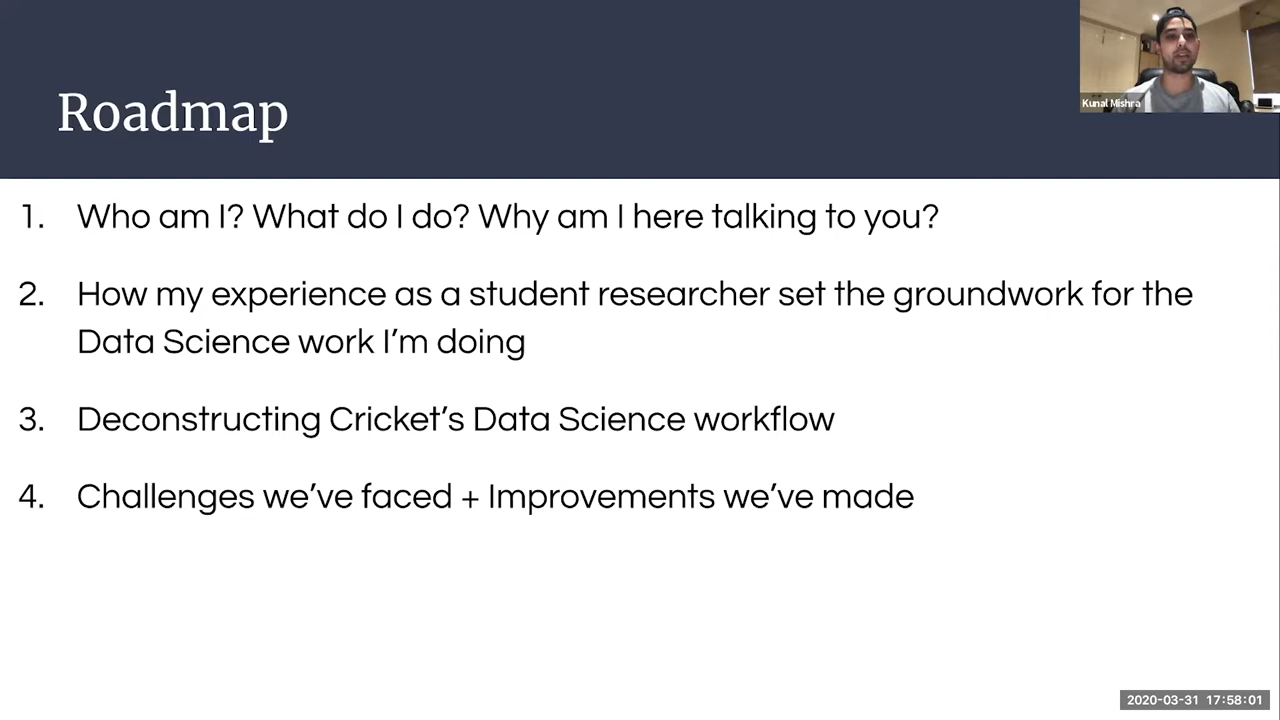 Roadmap
Kunal Mishra
1. Who am I? What do I do? Why am I here talking to you?
2. How my experience as a student researcher set the groundwork for the
Data Science work I’m doing
3. Deconstructing Cricket’s Data Science workflow
4. Challenges we’ve faced + Improvements we’ve made
2020-03-31 17:58:01